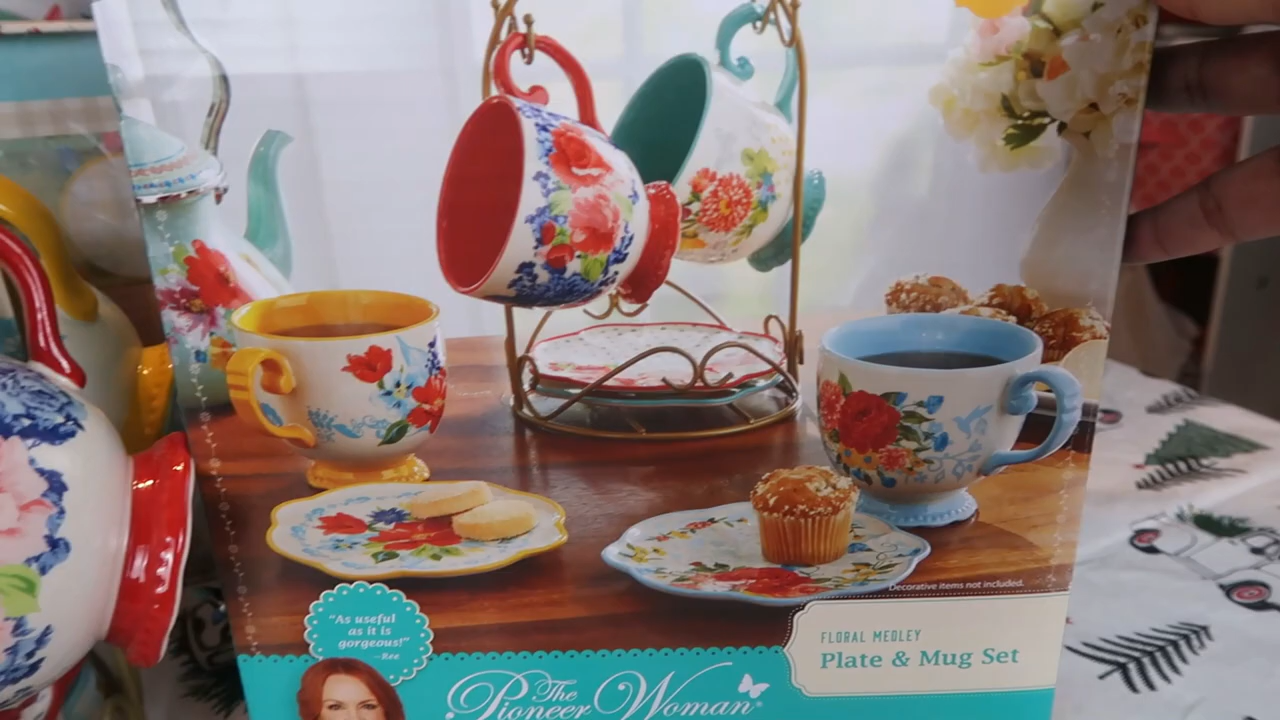 Decorative items not included.
"As useful
as it is
gorgeous!"
-Ree
FLORAL MEDLEY
Plate & Mug Set
The
Pioneer Woman®